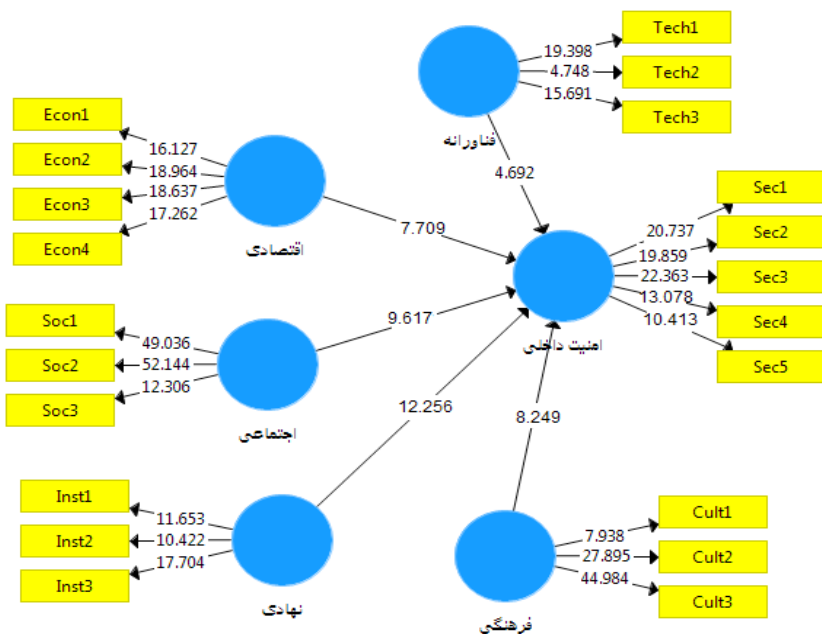 Tech1
19.398
Tech2
4.748
Tech3
15.691
فناورانه
4.692
Econ1
16.127
Econ2
18.964
Econ3
18.637
Econ4
17.262
اقتصادی
7.709
Sec1
20.737
Sec2
19.859
Sec3
22.363
Sec4
13.078
Sec5
10.413
امنیت داخلی
Soc1
49.036
Soc2
52.144
Soc3
12.306
اجتماعی
9.617
12.256
8.249
Inst1
11.653
Inst2
10.422
Inst3
17.704
نهادی
Cult1
7.938
Cult2
27.895
Cult3
44.984
فرهنگی